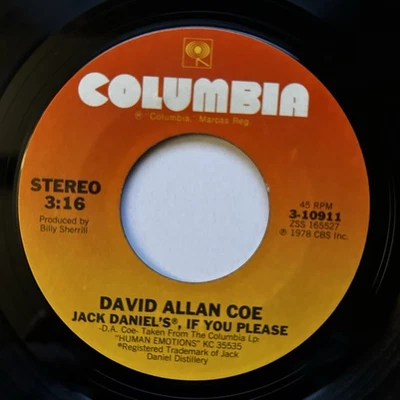 COLUMBIA
® "Columbia", Marcas Reg.
STEREO
3:16
Produced by
Billy Sherrill
45 RPM
3-10911
ZSS 165527
℗ 1978 CBS Inc.
DAVID ALLAN COE
JACK DANIEL'S®, IF YOU PLEASE
-D.A. Coe- Taken From The Columbia Lp:
"HUMAN EMOTIONS" KC 35535
*Registered Trademark of Jack
Daniel Distillery